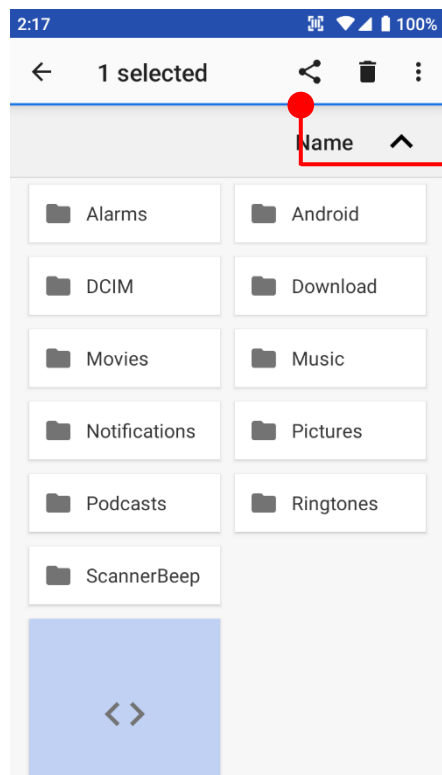 2:17 100%
1 selected
Name
Alarms Android
DCIM Download
Movies Music
Notifications Pictures
Podcasts Ringtones
ScannerBeep